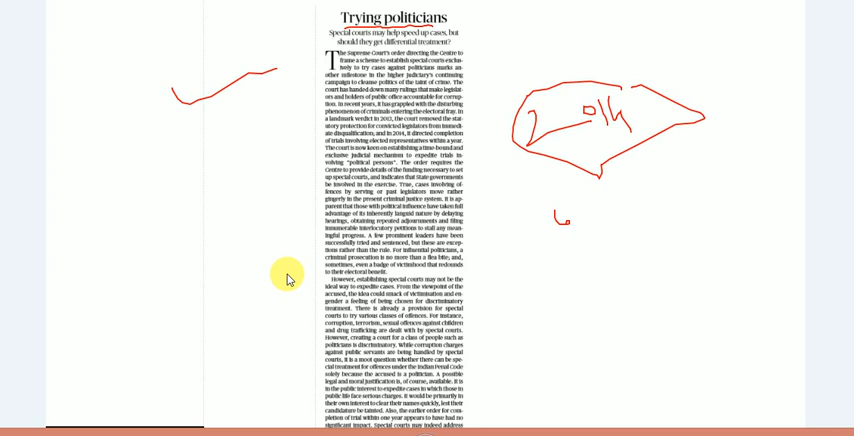 Trying politicians
Special courts may help speed up cases, but
should they get differential treatment?
The Supreme Court's order directing the Centre to
frame a scheme to establish special courts exclus-
ively to try cases against politicians marks an-
other milestone in the higher judiciary's continuing
campaign to cleanse politics of the taint of crime. The
court has handed down many rulings that make legislat-
ors and holders of public office accountable for corrup-
tion. In recent years, it has grappled with the disturbing
phenomenon of criminals entering the electoral fray. In
a landmark verdict in 2013, the court removed the stat-
utory protection for convicted legislators from immedi-
ate disqualification; and in 2014, it directed completion
of trials involving elected representatives within a year.
The court is now keen on establishing a time-bound and
exclusive judicial mechanism to expedite trials in-
volving "political persons". The order requires the
Centre to provide details of the funding necessary to set
up special courts, and indicates that State governments
be involved in the exercise. True, cases involving of-
fences by serving or past legislators move rather
gingerly in the present criminal justice system. It is ap-
parent that those with political influence have taken full
advantage of its inherently languid nature by delaying
hearings, obtaining repeated adjournments and filing
innumerable interlocutory petitions to stall any mean-
ingful progress. A few prominent leaders have been
successfully tried and sentenced, but these are excep-
tions rather than the rule. For influential politicians, a
criminal prosecution is no more than a flea bite; and,
sometimes, even a badge of victimhood that redounds
to their electoral benefit.
However, establishing special courts may not be the
ideal way to expedite cases. From the viewpoint of the
accused, the idea could smack of victimisation and en-
gender a feeling of being chosen for discriminatory
treatment. There is already a provision for special
courts to try various classes of offences. For instance,
corruption, terrorism, sexual offences against children
and drug trafficking are dealt with by special courts.
However, creating a court for a class of people such as
politicians is discriminatory. While corruption charges
against public servants are being handled by special
courts, it is a moot question whether there can be spe-
cial treatment for offences under the Indian Penal Code
solely because the accused is a politician. A possible
legal and moral justification is, of course, available. It is
in the public interest to expedite cases in which those in
public life face serious charges. It would be primarily in
their own interest to clear their names quickly, lest their
candidature be tainted. Also, the earlier order for com-
pletion of trial within one year appears to have had no
significant impact. Special courts may indeed address